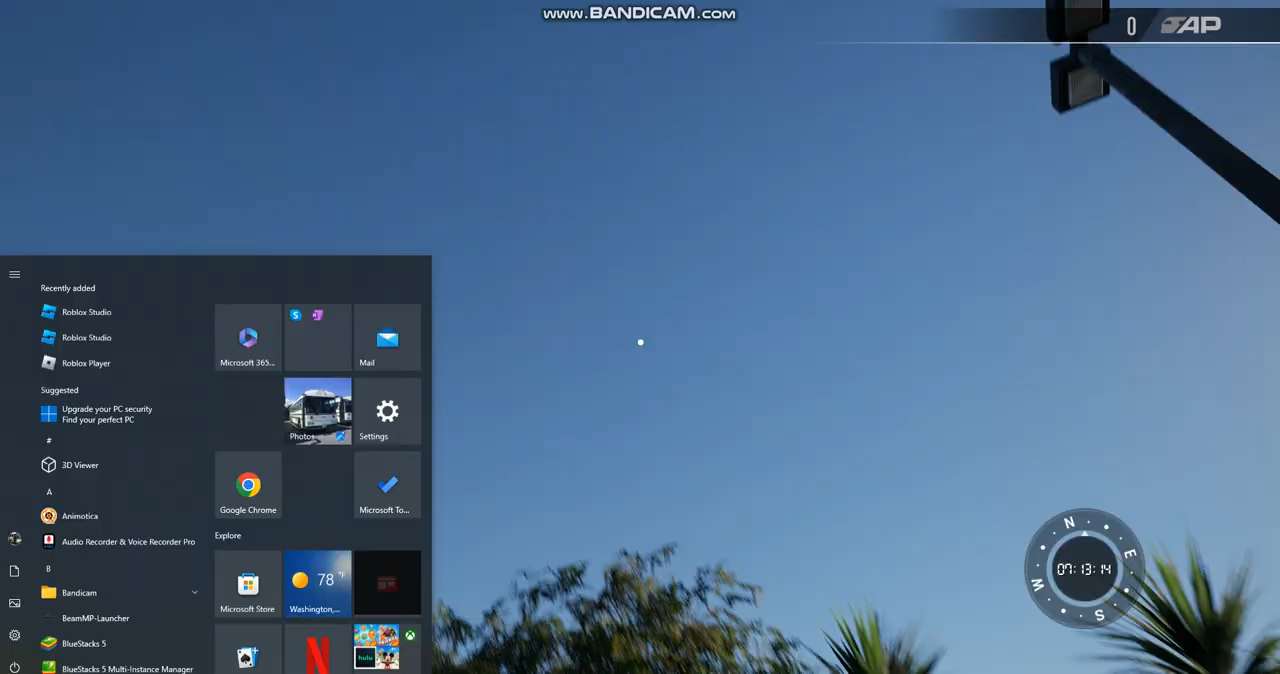 www.BANDICAM.com
0 ZAP
Recently added
Roblox Studio
Roblox Studio
Roblox Player
Suggested
Upgrade your PC security
Find your perfect PC
#
3D Viewer
A
Animotica
Audio Recorder & Voice Recorder Pro
B
Bandicam
BeamMP-Launcher
BlueStacks 5
BlueStacks 5 Multi-Instance Manager
Microsoft 365...
Mail
Photos
Settings
Google Chrome
Microsoft To...
Explore
Microsoft Store
78 °F
Washington,...
hulu
N
E
07:13:14
W
S